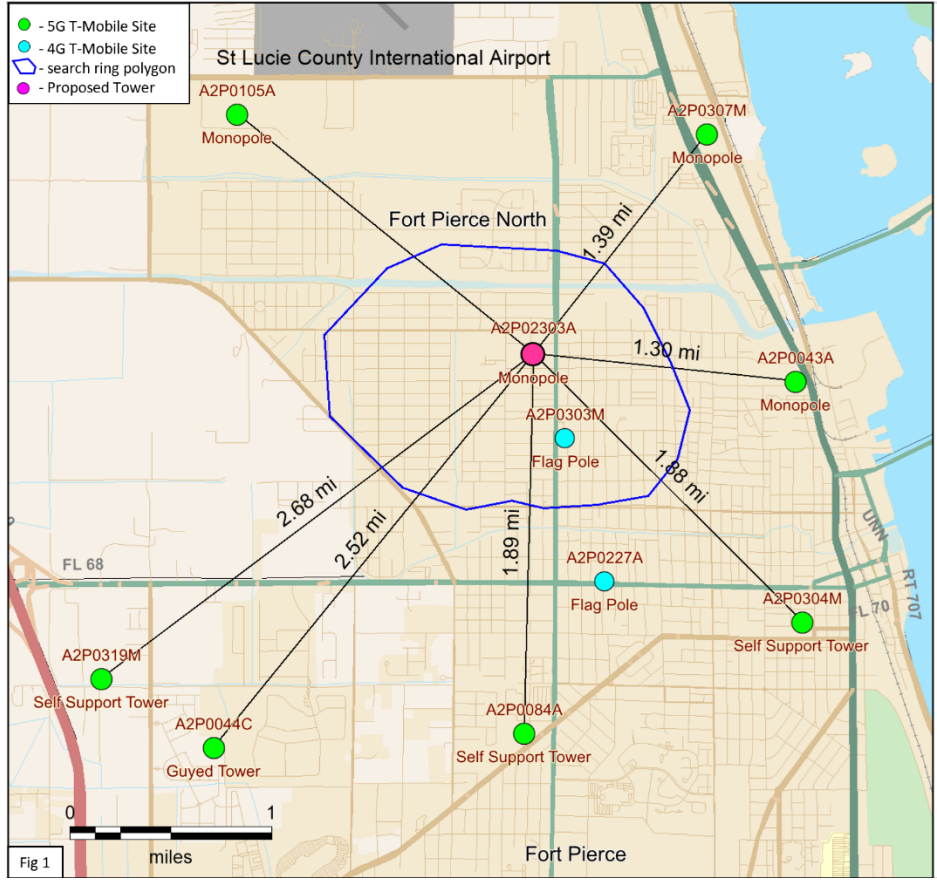 - 5G T-Mobile Site
- 4G T-Mobile Site
- search ring polygon
- Proposed Tower
St Lucie County International Airport
A2P0105A
Monopole
A2P0307M
Monopole
Fort Pierce North
1.39 mi
A2P02303A
Monopole
1.30 mi
A2P0043A
Monopole
A2P0303M
Flag Pole
1.88 mi
2.68 mi
2.52 mi
1.89 mi
UNN
FL 68
A2P0227A
Flag Pole
RT 707
A2P0304M
FL 70
Self Support Tower
A2P0319M
Self Support Tower
A2P0044C
Guyed Tower
A2P0084A
Self Support Tower
0 1
miles
Fig 1
Fort Pierce